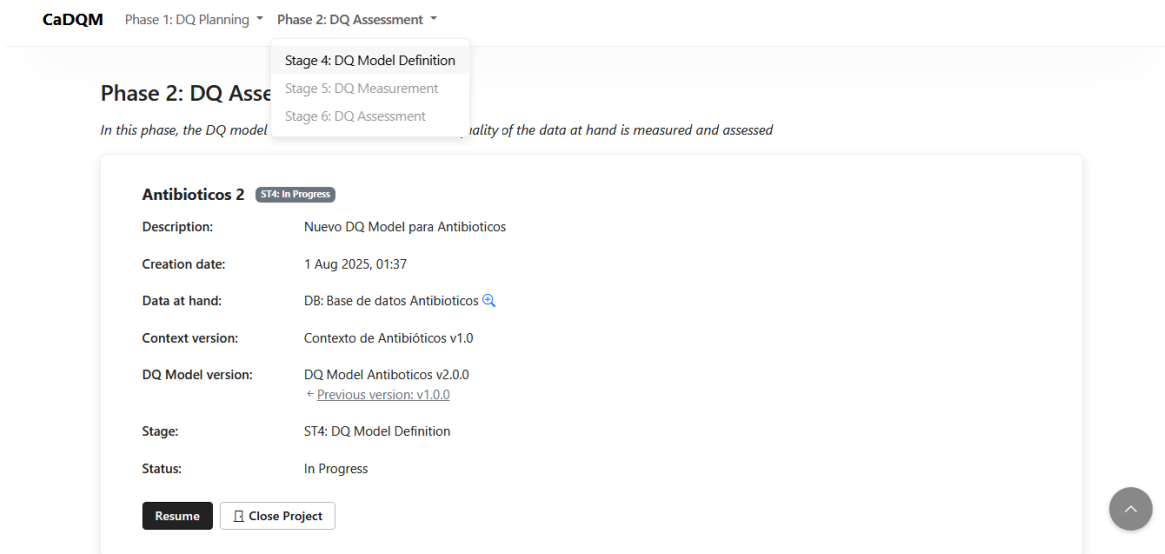 CaDQM Phase 1: DQ Planning Phase 2: DQ Assessment
Stage 4: DQ Model Definition
Stage 5: DQ Measurement
Stage 6: DQ Assessment
Phase 2: DQ Asse
In this phase, the DQ model ality of the data at hand is measured and assessed
Antibioticos 2 ST4: In Progress
Description: Nuevo DQ Model para Antibioticos
Creation date: 1 Aug 2025, 01:37
Data at hand: DB: Base de datos Antibioticos
Context version: Contexto de Antibióticos v1.0
DQ Model version: DQ Model Antiboticos v2.0.0
← Previous version: v1.0.0
Stage: ST4: DQ Model Definition
Status: In Progress
Resume Close Project